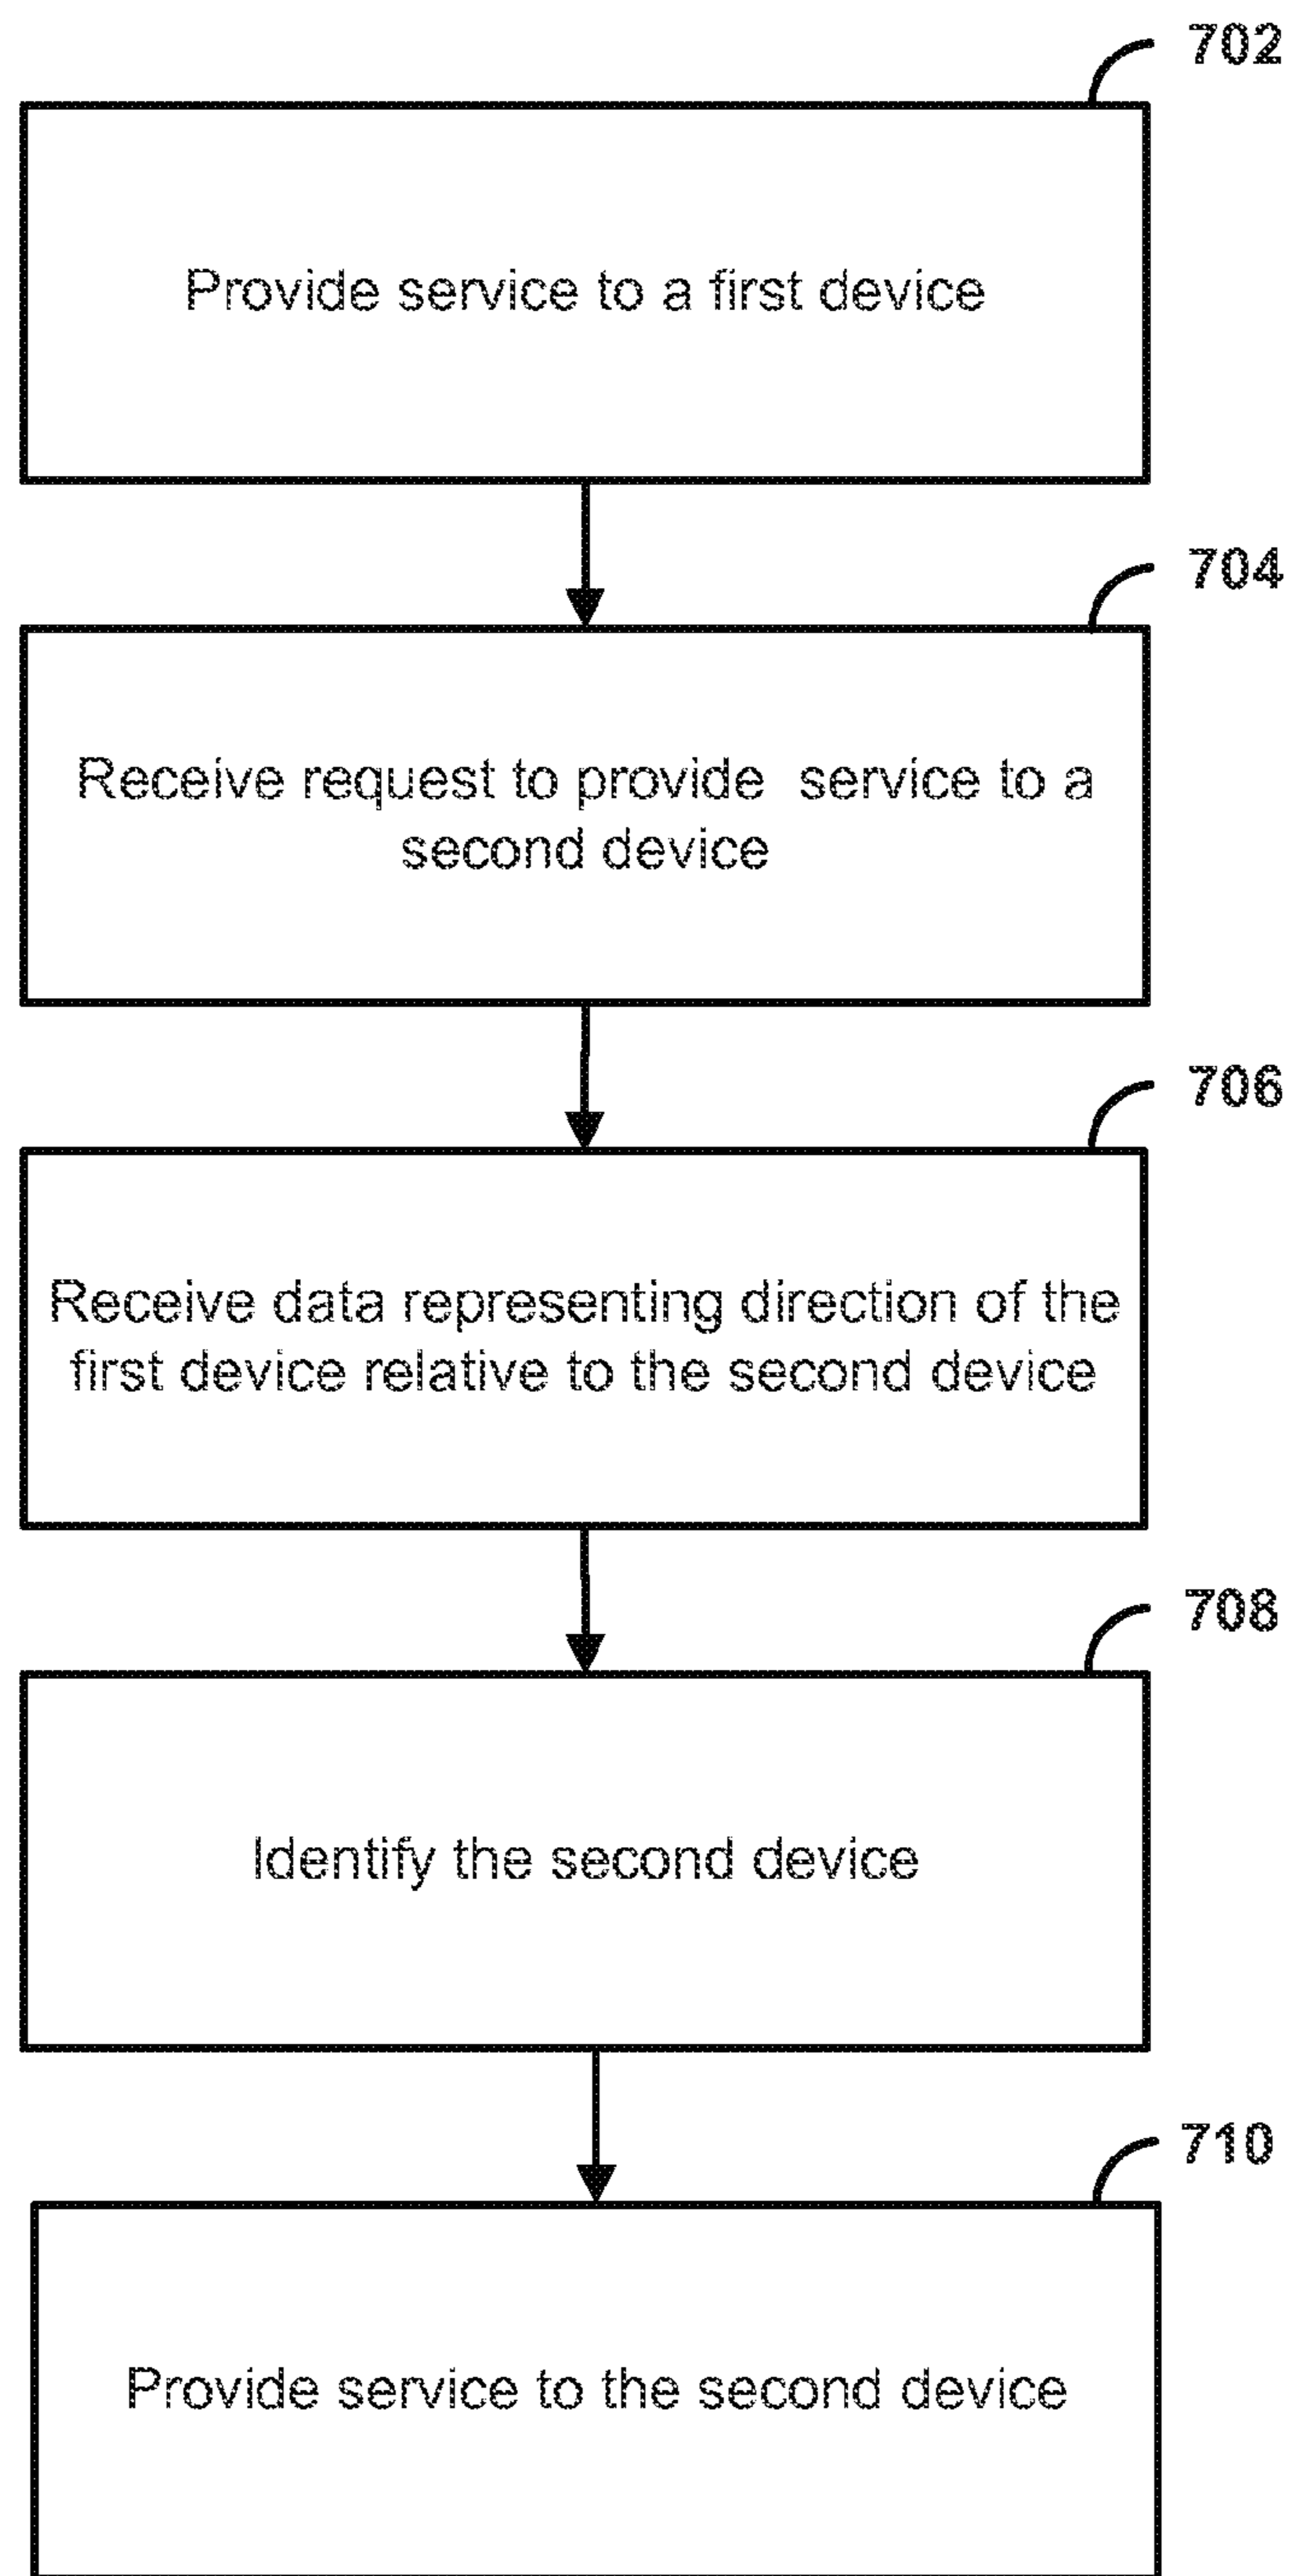 702
Provide service to a first device
704
Receive request to provide  service to a
second device
706
Receive data representing direction of the
first device relative to the second device
708
Identify the second device
710
Provide service to the second device